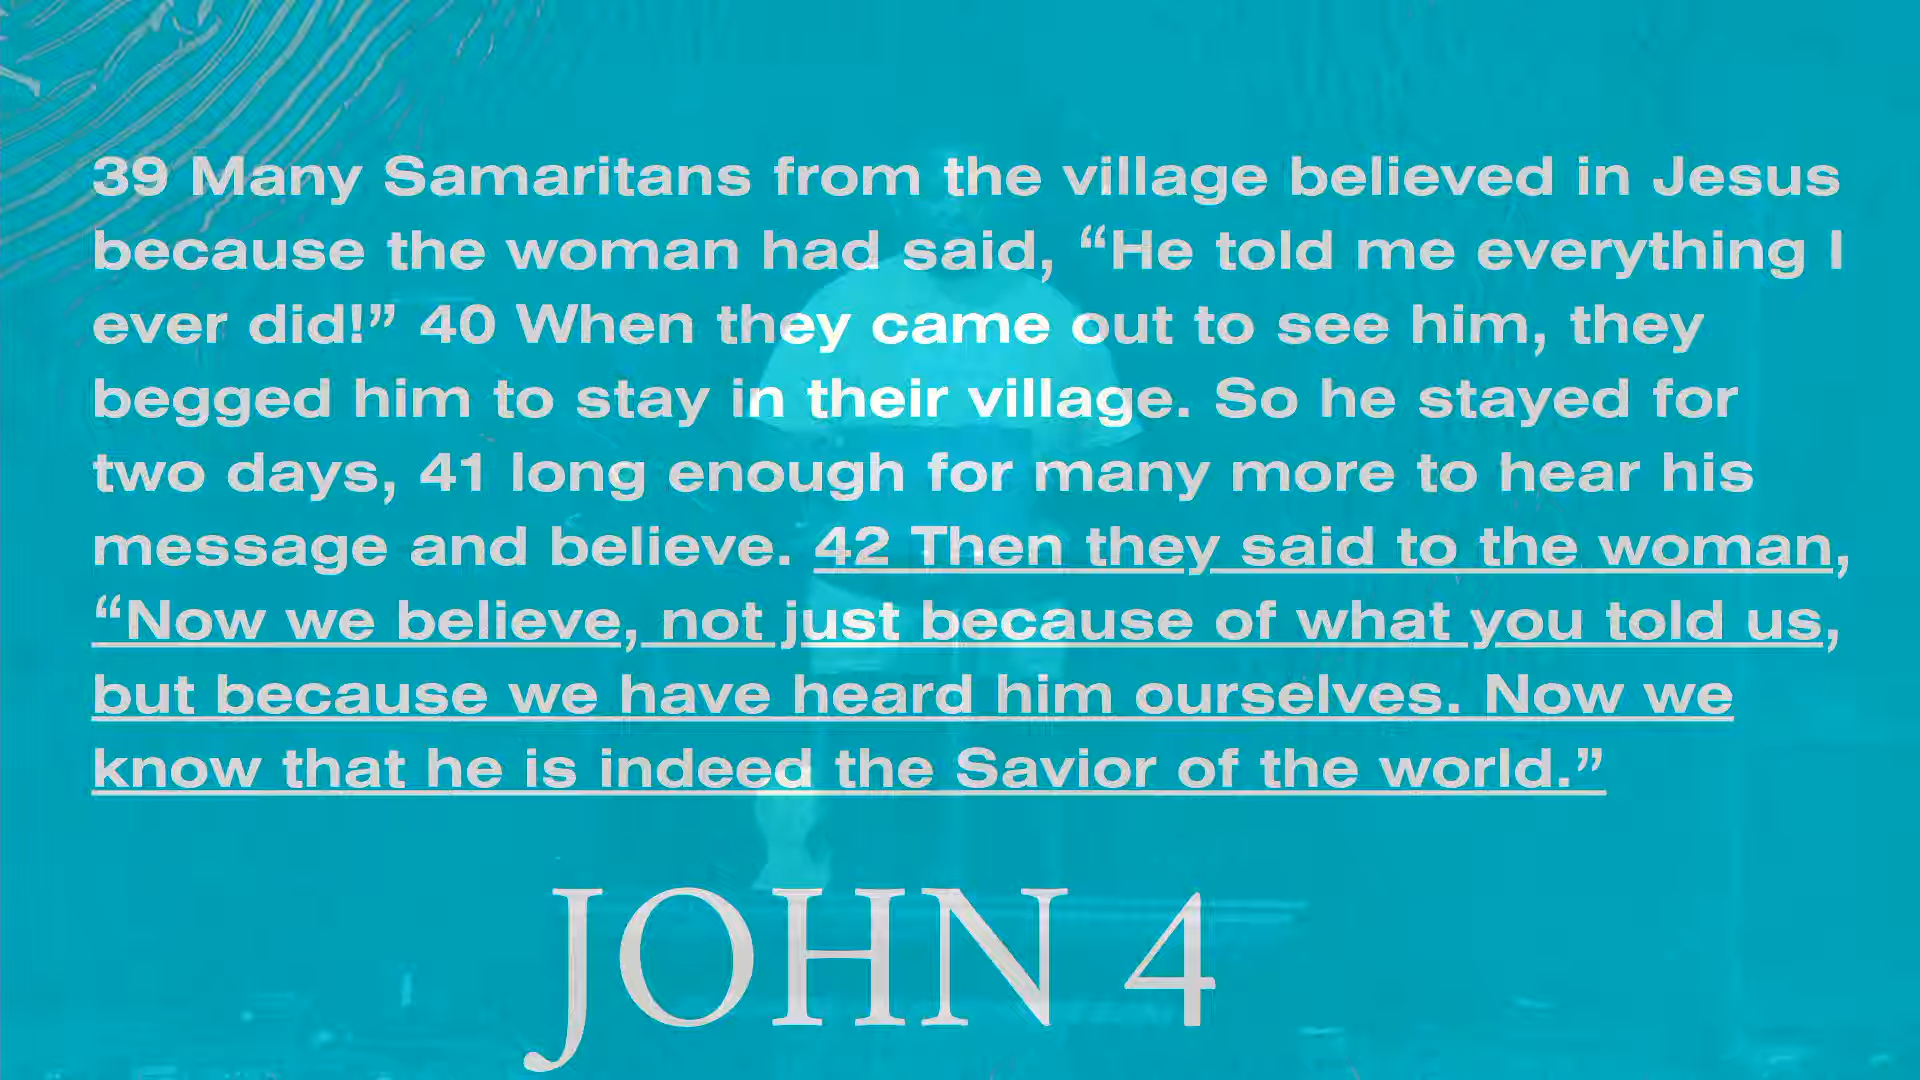 39 Many Samaritans from the village believed in Jesus
because the woman had said, “He told me everything I
ever did!” 40 When they came out to see him, they
begged him to stay in their village. So he stayed for
two days, 41 long enough for many more to hear his
message and believe. 42 Then they said to the woman,
“Now we believe, not just because of what you told us,
but because we have heard him ourselves. Now we
know that he is indeed the Savior of the world.”
JOHN 4